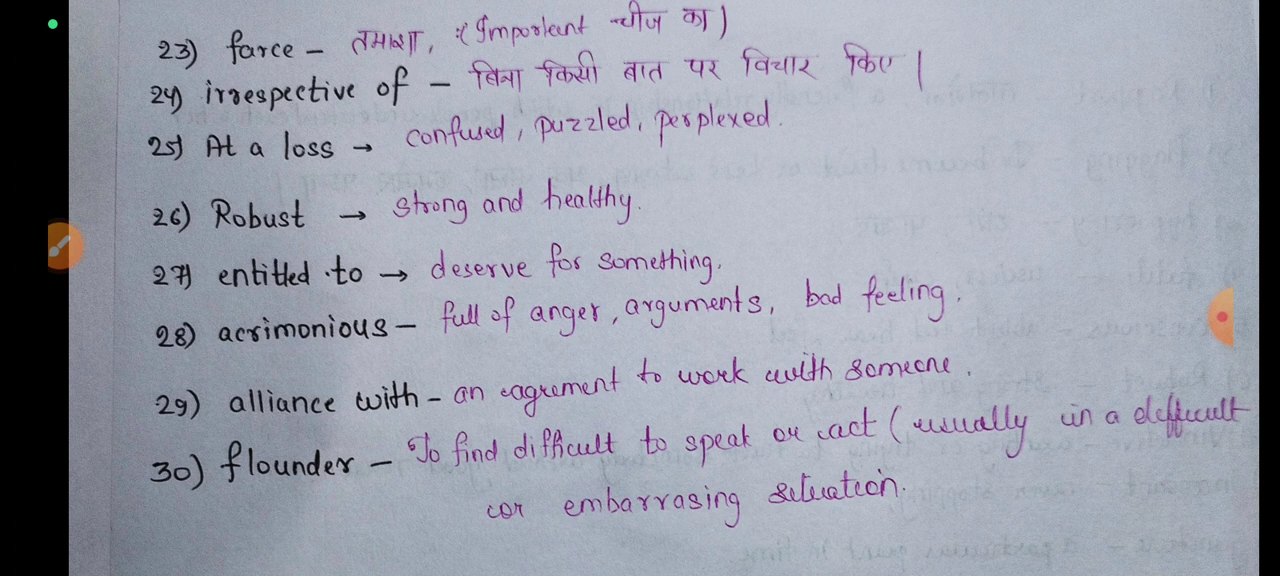 23) farce - तमाशा, (Important चीज का)
24) irrespective of - बिना किसी बात पर विचार किए |
25) At a loss → confused, puzzled, perplexed.
26) Robust → strong and healthy.
27) entitled to → deserve for something.
28) acrimonious - full of anger, arguments, bad feeling.
29) alliance with - an agrument to work with someone.
30) flounder - To find difficult to speak or act (usually in a difficult
or embarrasing situation.